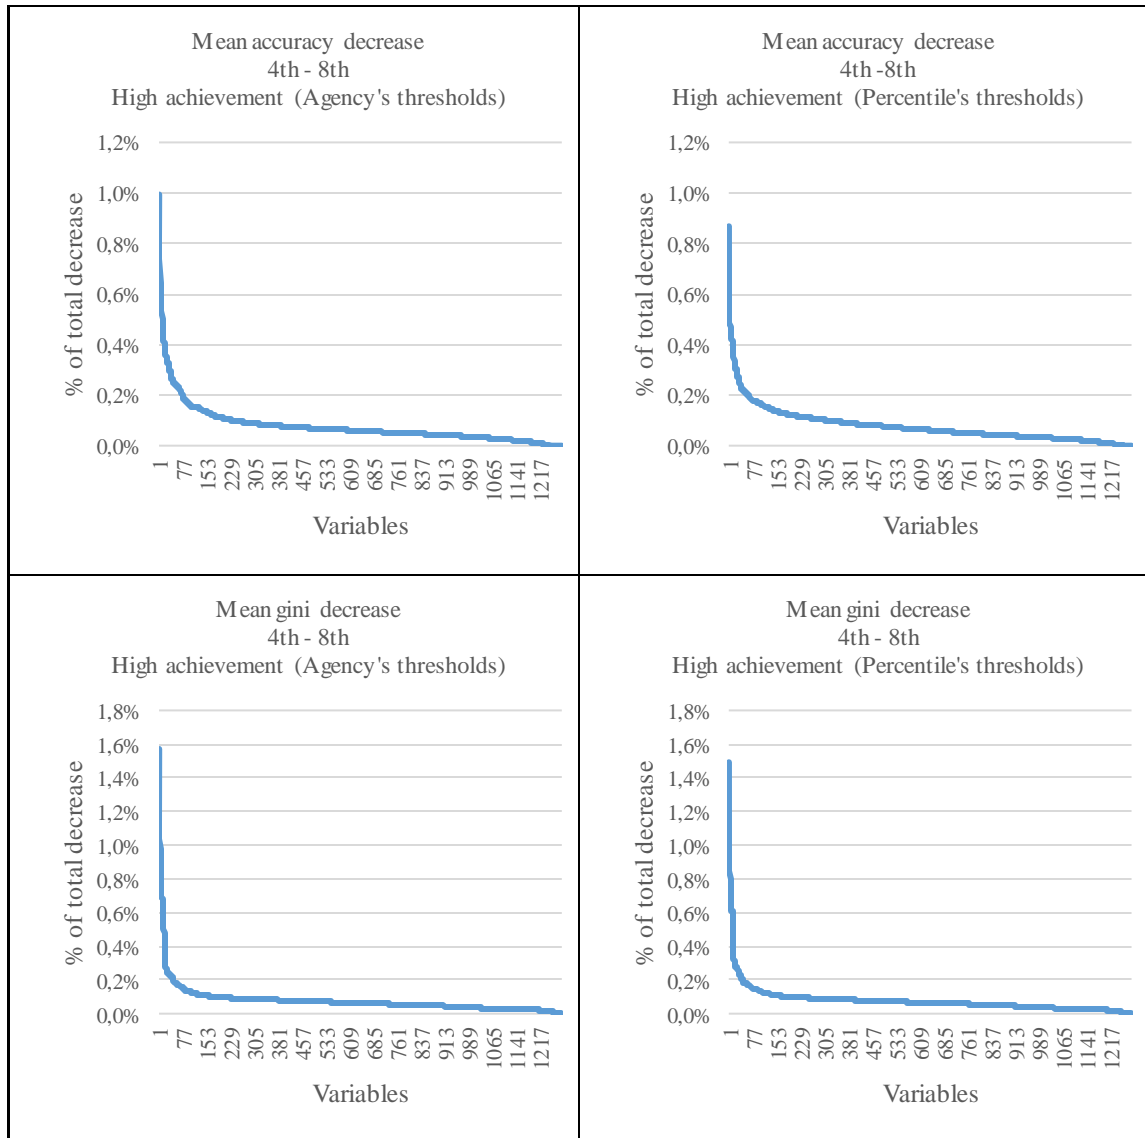 Mean accuracy decrease
4th - 8th
High achievement (Agency's thresholds)
1,2%
1,0%
0,8%
0,6%
0,4%
0,2%
0,0%
% of total decrease
1 77 153 229 305 381 457 533 609 685 761 837 913 989 1065 1141 1217
Variables
Mean accuracy decrease
4th -8th
High achievement (Percentile's thresholds)
1,2%
1,0%
0,8%
0,6%
0,4%
0,2%
0,0%
% of total decrease
1 77 153 229 305 381 457 533 609 685 761 837 913 989 1065 1141 1217
Variables
Mean gini decrease
4th - 8th
High achievement (Agency's thresholds)
1,8%
1,6%
1,4%
1,2%
1,0%
0,8%
0,6%
0,4%
0,2%
0,0%
% of total decrease
1 77 153 229 305 381 457 533 609 685 761 837 913 989 1065 1141 1217
Variables
Mean gini decrease
4th - 8th
High achievement (Percentile's thresholds)
1,8%
1,6%
1,4%
1,2%
1,0%
0,8%
0,6%
0,4%
0,2%
0,0%
% of total decrease
1 77 153 229 305 381 457 533 609 685 761 837 913 989 1065 1141 1217
Variables